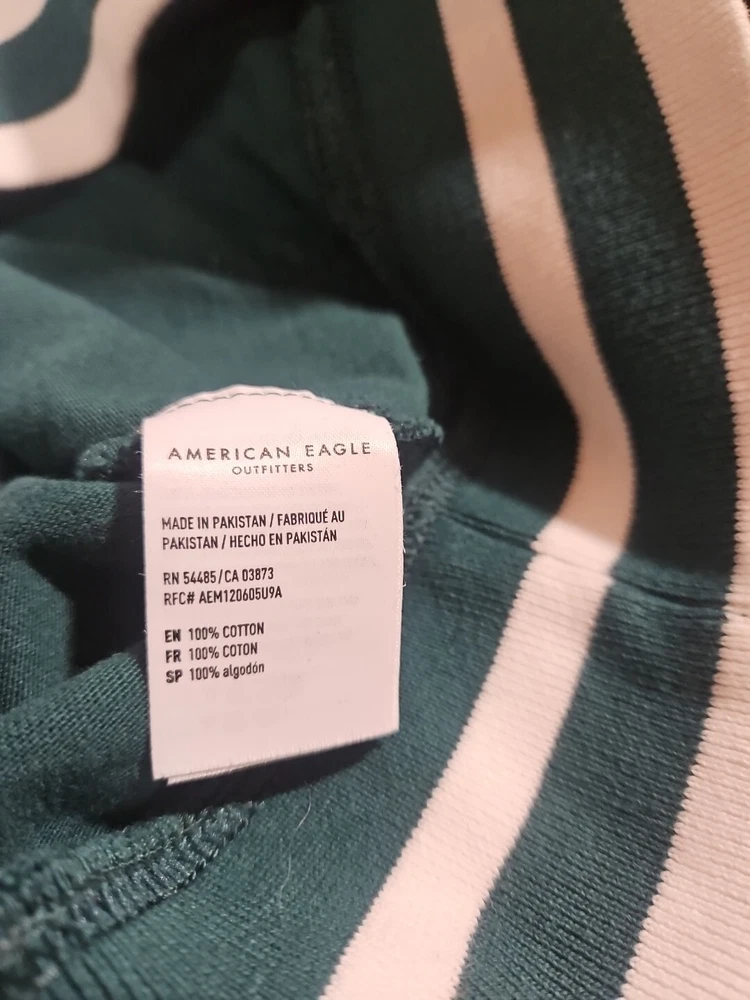 AMERICAN EAGLE
OUTFITTERS
MADE IN PAKISTAN / FABRIQUÉ AU
PAKISTAN / HECHO EN PAKISTÁN
RN 54485/CA 03873
RFC# AEM120605U9A
EN 100% COTTON
FR 100% COTON
SP 100% algodón